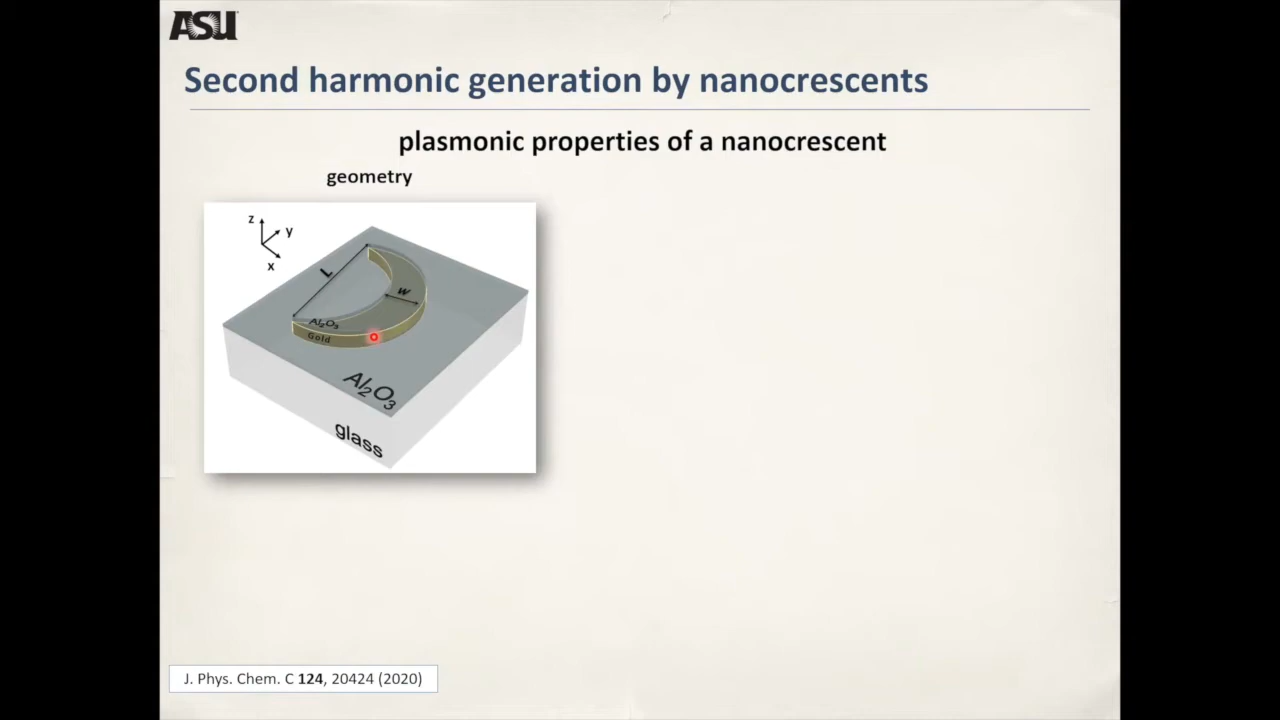 ASU
Second harmonic generation by nanocrescents
plasmonic properties of a nanocrescent
geometry
z
y
x
L
w
Al₂O₃
Gold
Al₂O₃
glass
J. Phys. Chem. C 124, 20424 (2020)